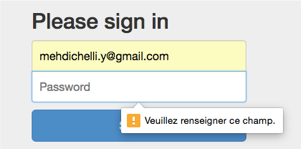 Please sign in
mehdichelli.y@gmail.com
Password
Veuillez renseigner ce champ.